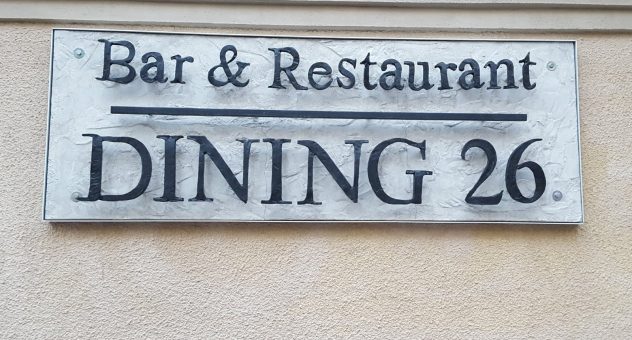 Bar & Restaurant
DINING 26